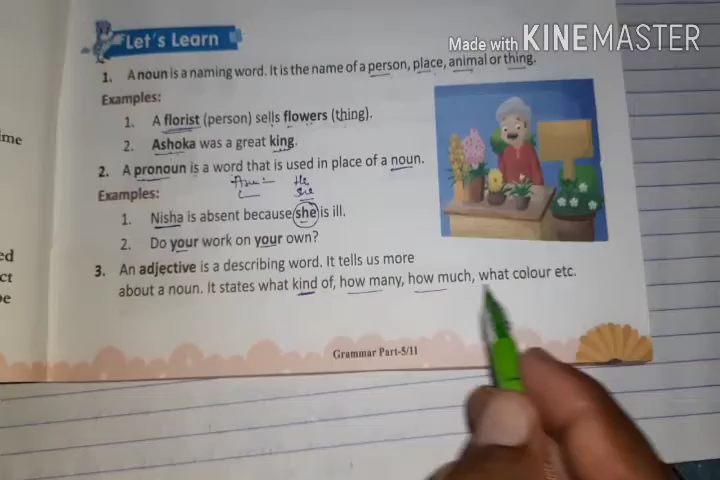 Made with KINEMASTER
Let's Learn
1. A noun is a naming word. It is the name of a person, place, animal or thing.
Examples:
1. A florist (person) sells flowers (thing).
2. Ashoka was a great king.
2. A pronoun is a word that is used in place of a noun.
He
Examples:
1. Nisha is absent because she is ill.
2. Do your work on your own?
3. An adjective is a describing word. It tells us more
about a noun. It states what kind of, how many, how much, what colour etc.
Grammar Part-5/11
ime
ed
ct